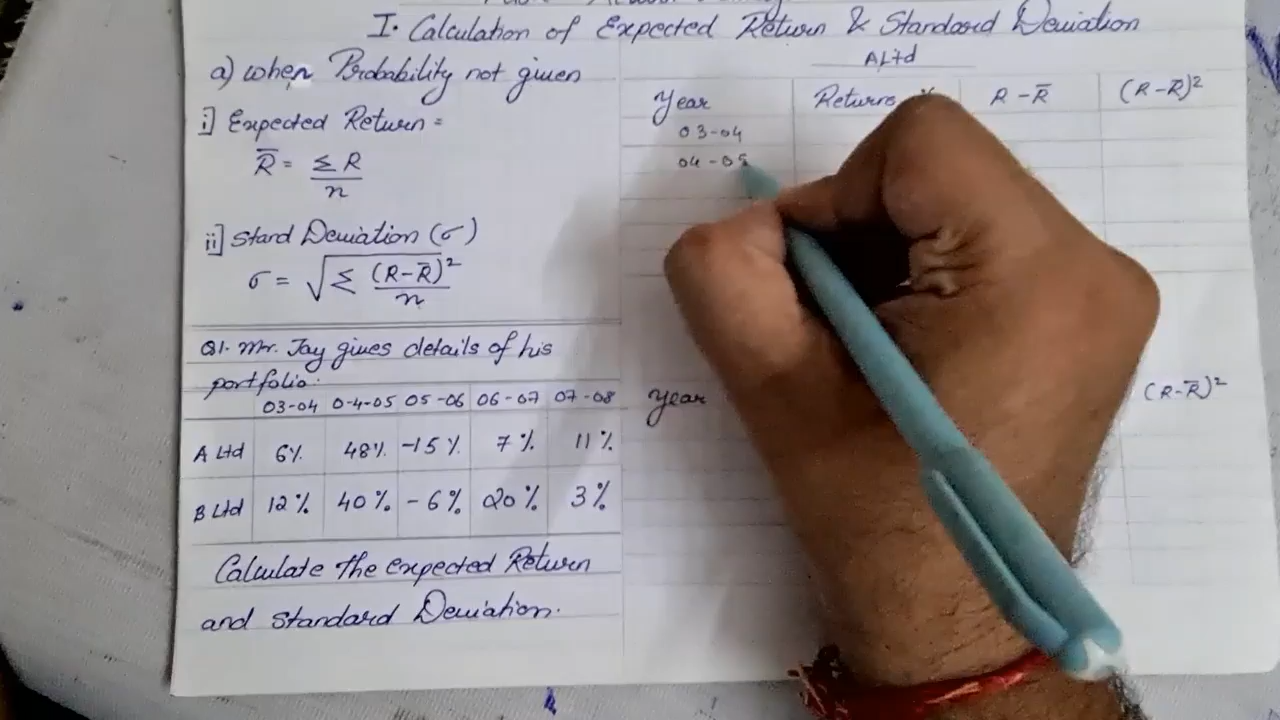 I. Calculation of Expected Return & Standard Deviation
a) when Probability not given
i] Expected Return =
R̅ = Σ R
n
ii] Stard Deviation (σ)
σ = √Σ (R-R̅)²
n
Q1. Mr. Jay gives details of his
portfolio:
03-04 0-4-05 05-06 06-07 07-08
A Ltd 6% 48% -15% 7% 11%
B Ltd 12% 40% -6% 20% 3%
Calculate the expected Return
and Standard Deviation.
A Ltd
Year Returns R-R̅ (R-R̅)²
03-04
04-05
Year (R-R̅)²